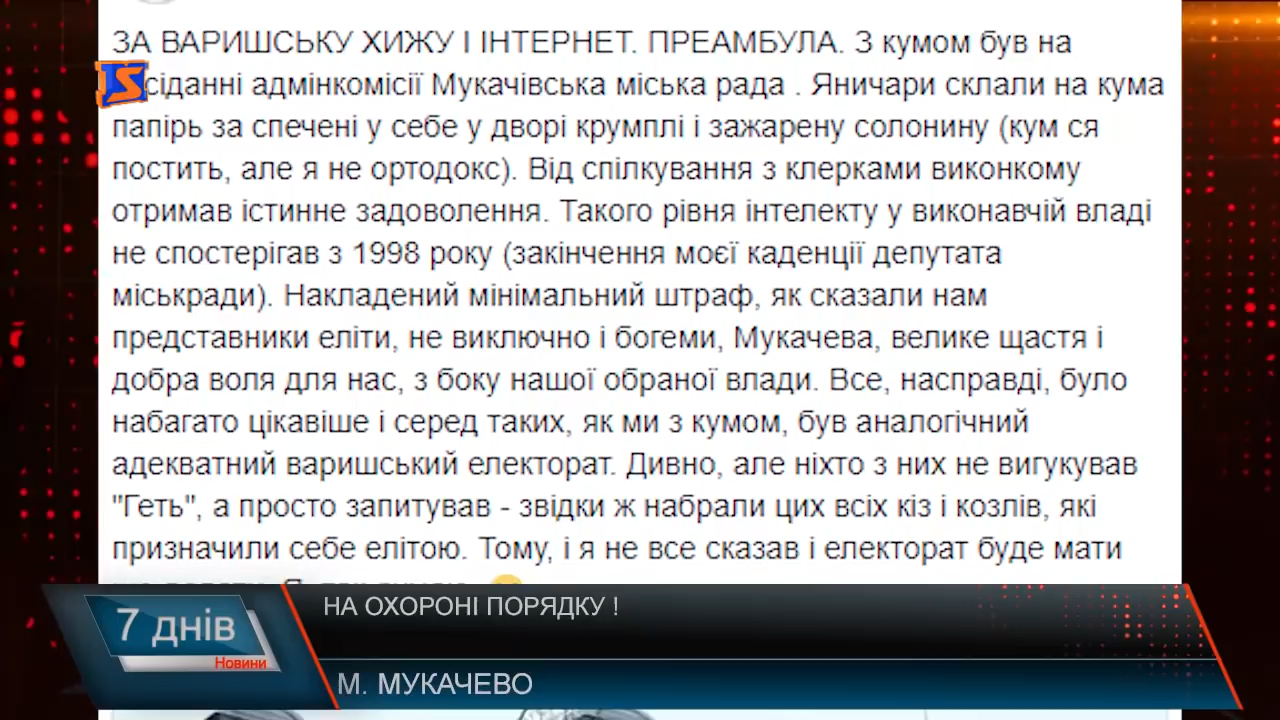 ЗА ВАРИШСЬКУ ХИЖУ І ІНТЕРНЕТ. ПРЕАМБУЛА. З кумом був на
сіданні адмінкомісії Мукачівська міська рада . Яничари склали на кума
папірь за спечені у себе у дворі крумплі і зажарену солонину (кум ся
постить, але я не ортодокс). Від спілкування з клерками виконкому
отримав істинне задоволення. Такого рівня інтелекту у виконавчій владі
не спостерігав з 1998 року (закінчення моєї каденції депутата
міськради). Накладений мінімальний штраф, як сказали нам
представники еліти, не виключно і богеми, Мукачева, велике щастя і
добра воля для нас, з боку нашої обраної влади. Все, насправді, було
набагато цікавіше і серед таких, як ми з кумом, був аналогічний
адекватний варишський електорат. Дивно, але ніхто з них не вигукував
"Геть", а просто запитував - звідки ж набрали цих всіх кіз і козлів, які
призначили себе елітою. Тому, і я не все сказав і електорат буде мати
7 днів
Новини
НА ОХОРОНІ ПОРЯДКУ !
М. МУКАЧЕВО